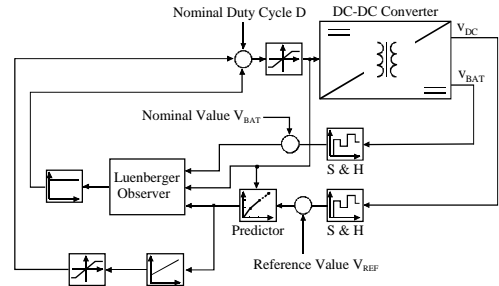 Nominal Duty Cycle D
DC-DC Converter
V_DC
V_BAT
Nominal Value V_BAT
S & H
Luenberger
Observer
Predictor
S & H
Reference Value V_REF